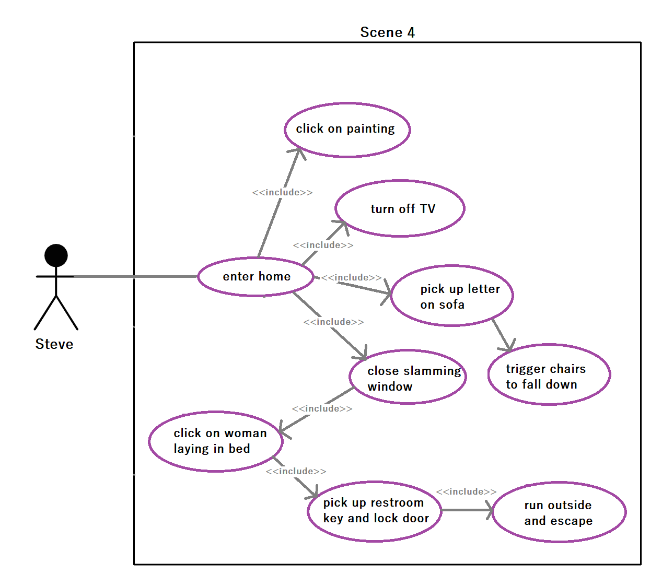 Scene 4
click on painting
<<include>>
turn off TV
<<include>>
enter home
<<include>>
pick up letter
on sofa
<<include>>
Steve
close slamming
window
trigger chairs
to fall down
<<include>>
click on woman
laying in bed
<<include>>
pick up restroom
key and lock door
<<include>>
run outside
and escape